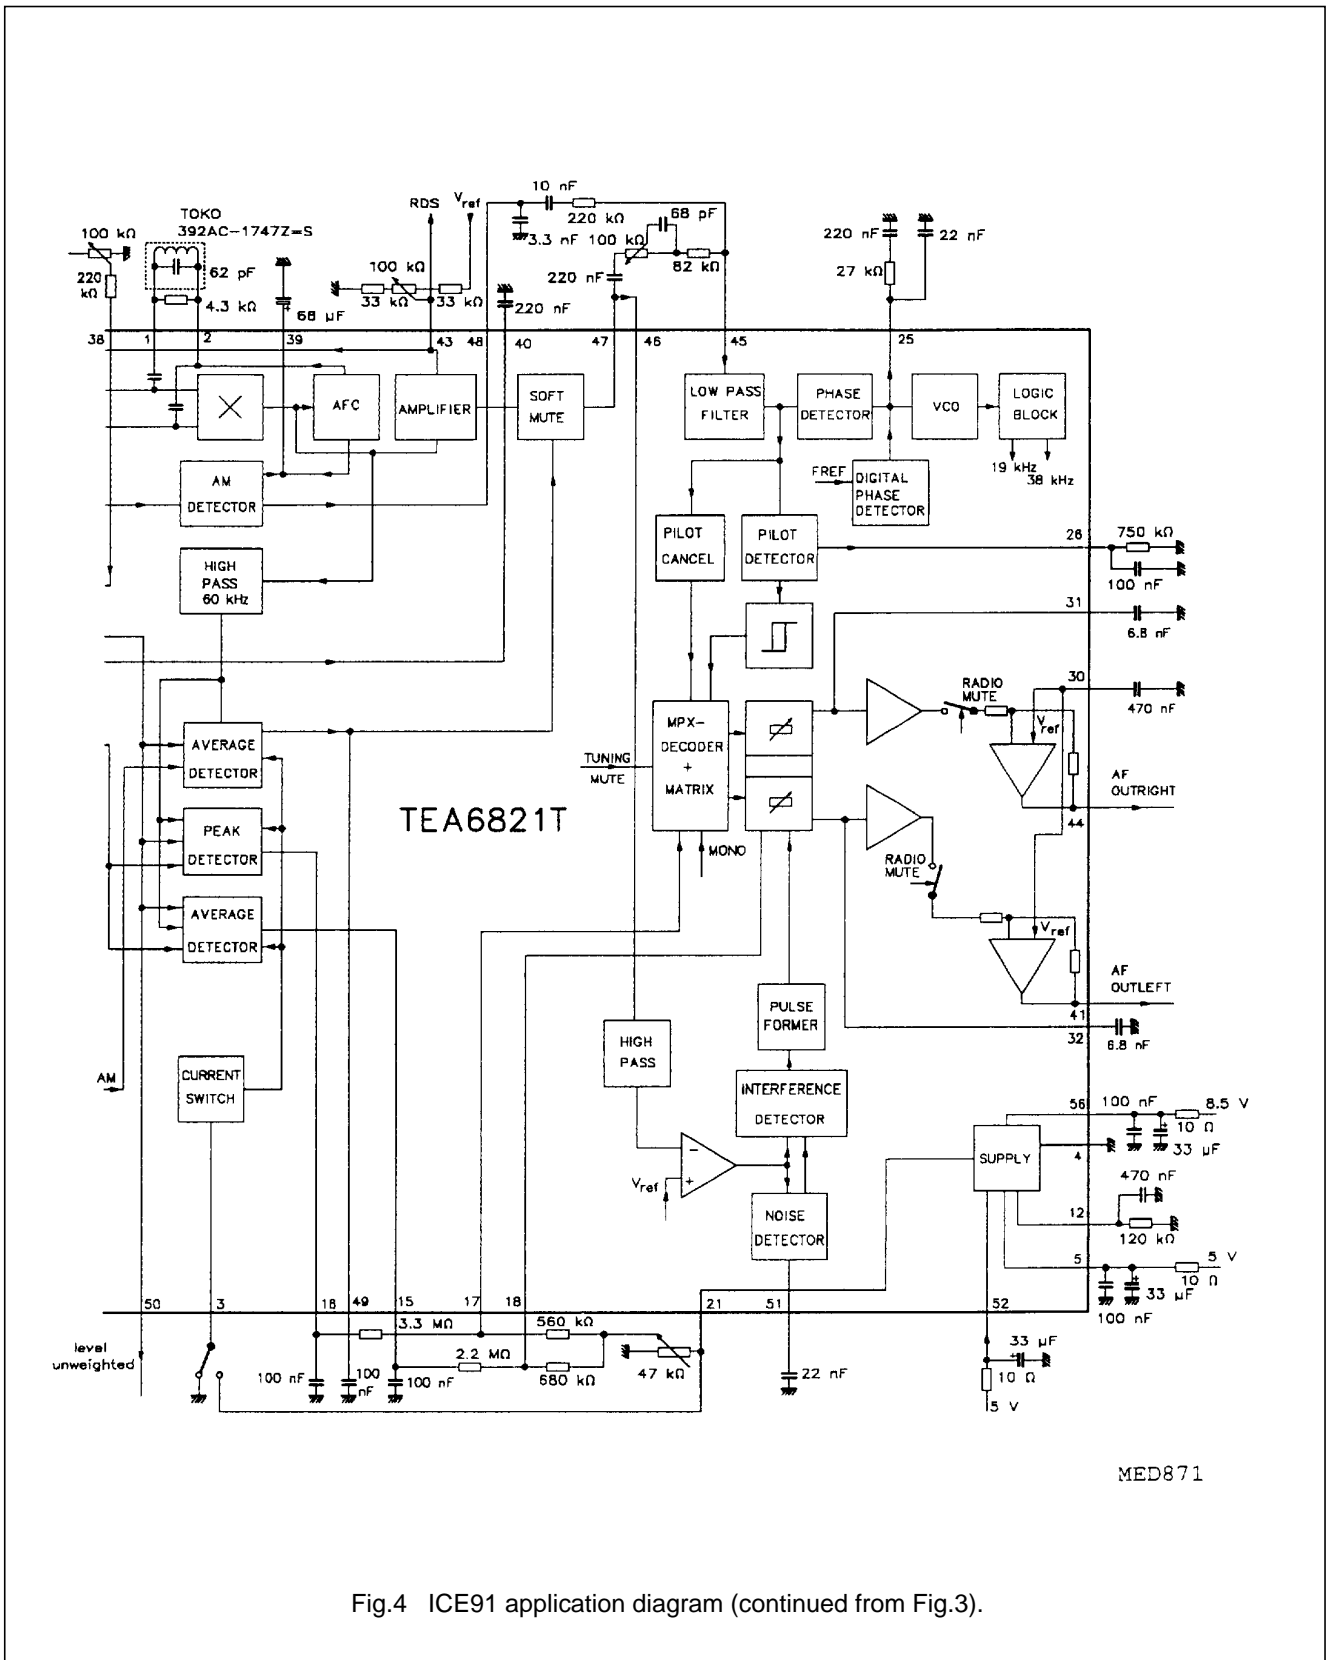 10 nF
RDS
Vref
68 pF
TOKO
392AC-1747Z=S
100 kΩ
220 kΩ
3.3 nF
100 kΩ
220 nF
22 nF
62 pF
220
kΩ
4.3 kΩ
100 kΩ
82 kΩ
27 kΩ
220 nF
33 kΩ
33 kΩ
220 nF
68 µF
38
1
2
39
43
48
40
47
46
45
25
AFC
AMPLIFIER
SOFT
MUTE
LOW PASS
FILTER
PHASE
DETECTOR
VCO
LOGIC
BLOCK
19 kHz
38 kHz
AM
DETECTOR
FREF
DIGITAL
PHASE
DETECTOR
PILOT
CANCEL
PILOT
DETECTOR
26
750 kΩ
100 nF
HIGH
PASS
60 kHz
31
6.8 nF
RADIO
MUTE
30
470 nF
Vref
AVERAGE
DETECTOR
TUNING
MUTE
MPX-
DECODER
+
MATRIX
AF
OUTRIGHT
44
PEAK
DETECTOR
TEA6821T
MONO
RADIO
MUTE
AVERAGE
DETECTOR
Vref
AF
OUTLEFT
41
PULSE
FORMER
32
6.8 nF
HIGH
PASS
AM
CURRENT
SWITCH
INTERFERENCE
DETECTOR
56
100 nF
8.5 V
10 Ω
33 µF
4
SUPPLY
−
+
Vref
470 nF
12
120 kΩ
NOISE
DETECTOR
5
5 V
10 Ω
33 µF
100 nF
50
3
16
49
15
17
18
21
51
52
3.3 MΩ
560 kΩ
level
unweighted
2.2 MΩ
680 kΩ
47 kΩ
33 µF
10 Ω
5 V
100 nF
100
nF
100 nF
22 nF
MED871
Fig.4 ICE91 application diagram (continued from Fig.3).